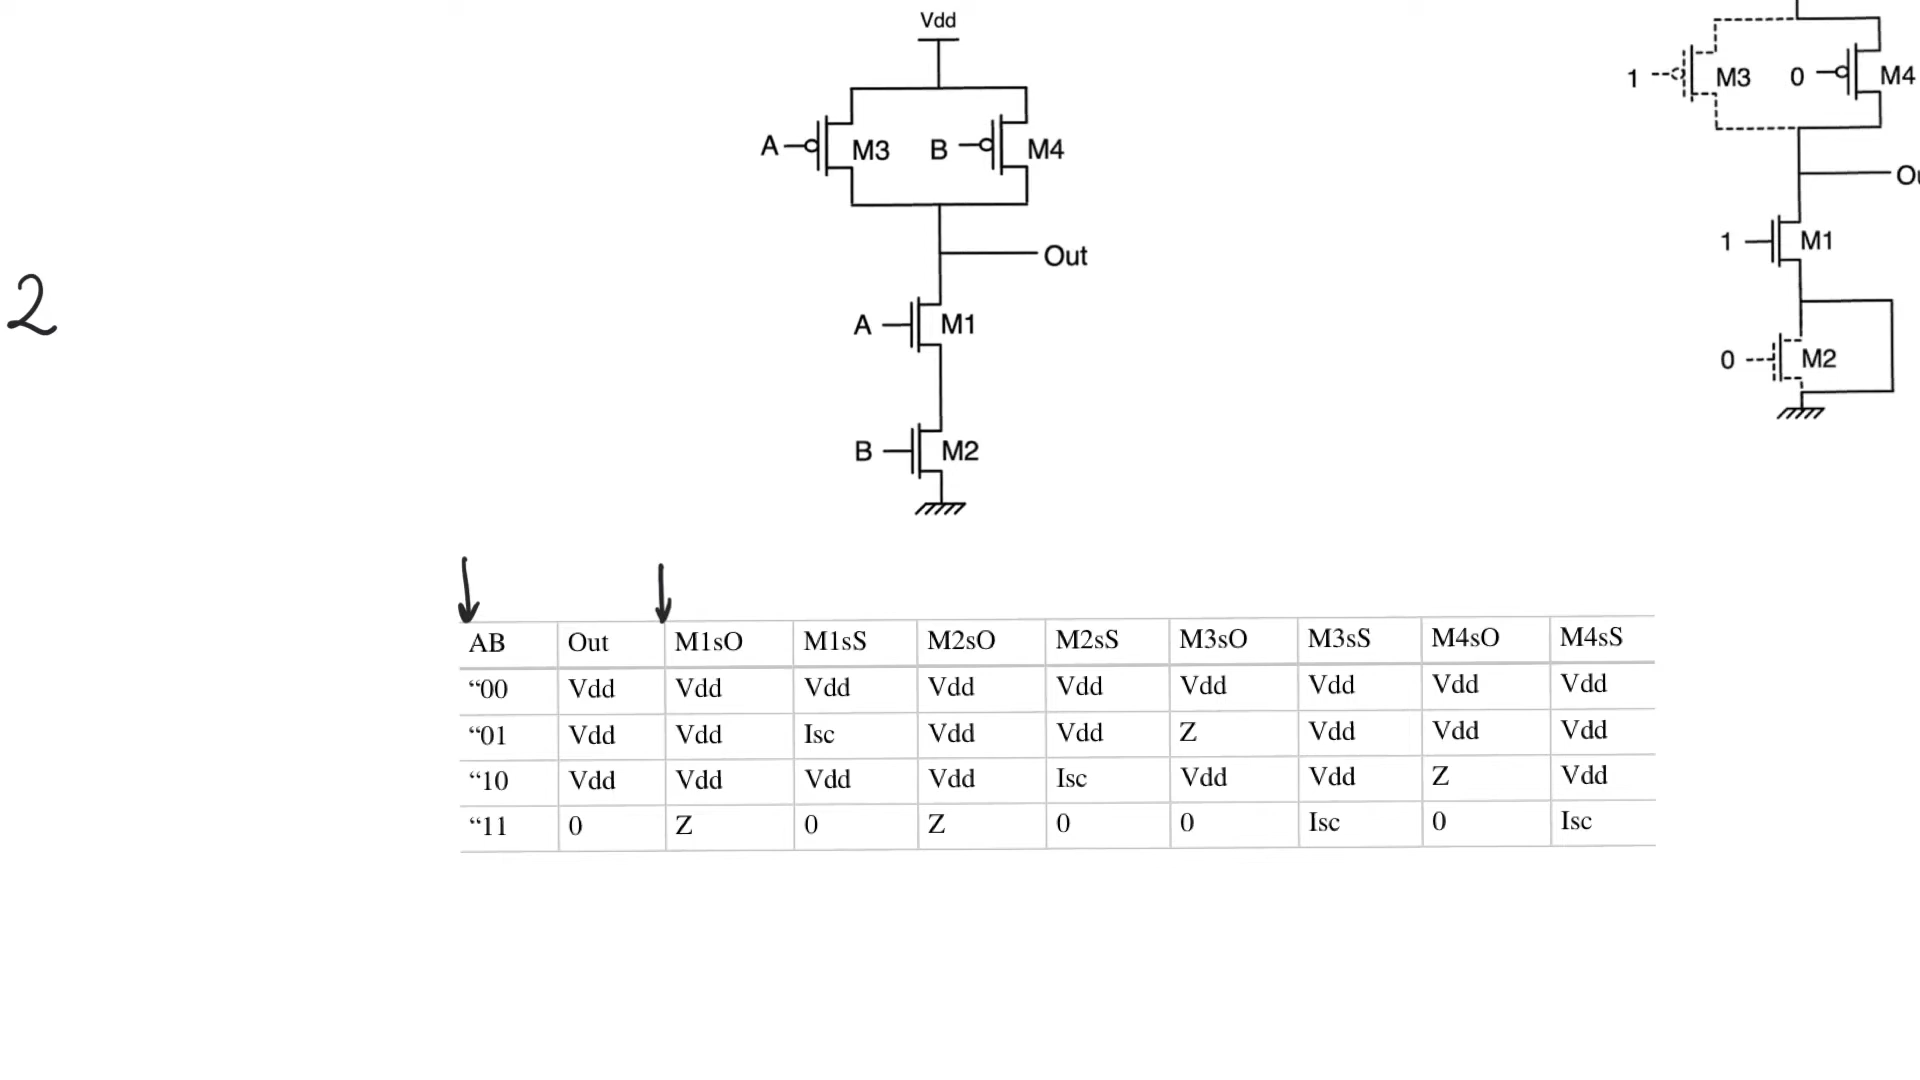 Vdd
A
M3
B
M4
Out
A
M1
B
M2
2
1
M3
0
M4
1
M1
0
M2
AB Out M1sO M1sS M2sO M2sS M3sO M3sS M4sO M4sS
“00 Vdd Vdd Vdd Vdd Vdd Vdd Vdd Vdd Vdd
“01 Vdd Vdd Isc Vdd Vdd Z Vdd Vdd Vdd
“10 Vdd Vdd Vdd Vdd Isc Vdd Vdd Z Vdd
“11 0 Z 0 Z 0 0 Isc 0 Isc